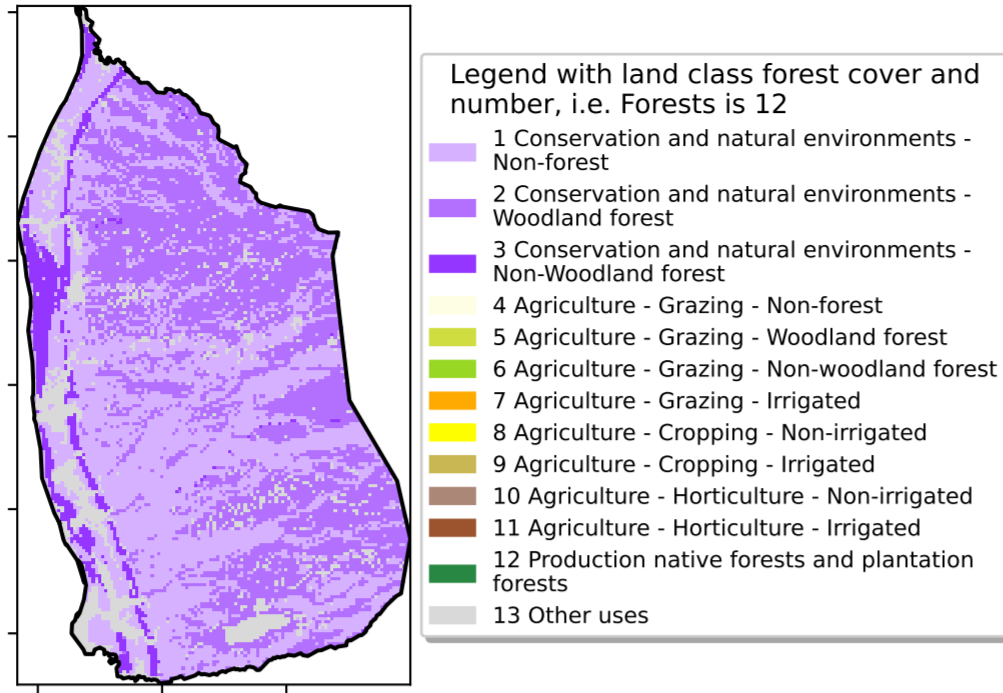 Legend with land class forest cover and
number, i.e. Forests is 12
1 Conservation and natural environments -
Non-forest
2 Conservation and natural environments -
Woodland forest
3 Conservation and natural environments -
Non-Woodland forest
4 Agriculture - Grazing - Non-forest
5 Agriculture - Grazing - Woodland forest
6 Agriculture - Grazing - Non-woodland forest
7 Agriculture - Grazing - Irrigated
8 Agriculture - Cropping - Non-irrigated
9 Agriculture - Cropping - Irrigated
10 Agriculture - Horticulture - Non-irrigated
11 Agriculture - Horticulture - Irrigated
12 Production native forests and plantation
forests
13 Other uses